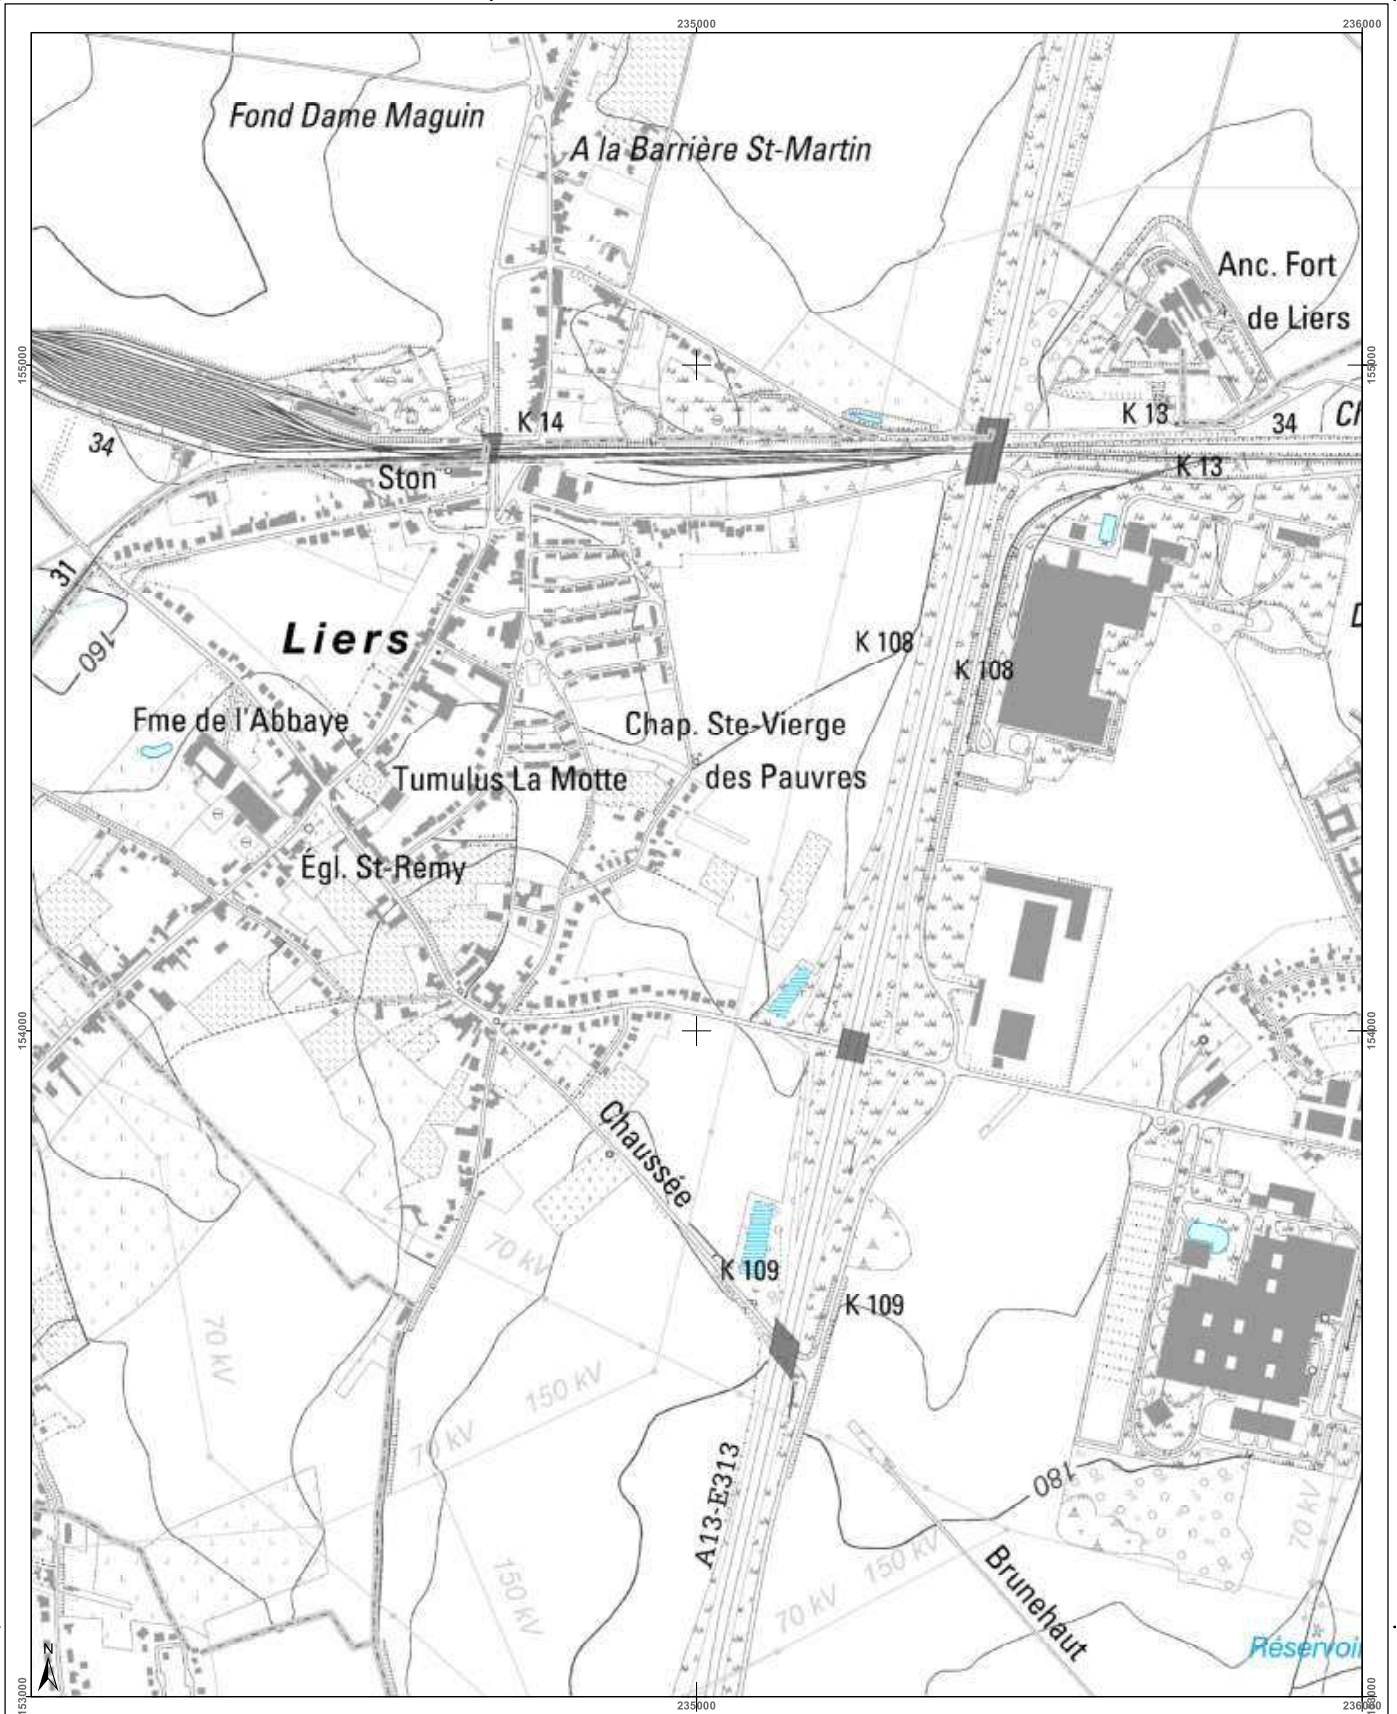 235000
236000
Fond Dame Maguin
A la Barrière St-Martin
Anc. Fort
de Liers
155000
155000
K 14
K 13
34
34
Ston
K 13
31
160
Liers
K 108
K 108
Fme de l'Abbaye
Chap. Ste-Vierge
des Pauvres
Tumulus La Motte
Égl. St-Remy
154000
154000
Chaussée
70 kV
K 109
K 109
70 kV
150 kV
70 kV
180
A13-E313
70 kV
150 kV
150 kV
70 kV
Brunehaut
N
153000
235000
236000